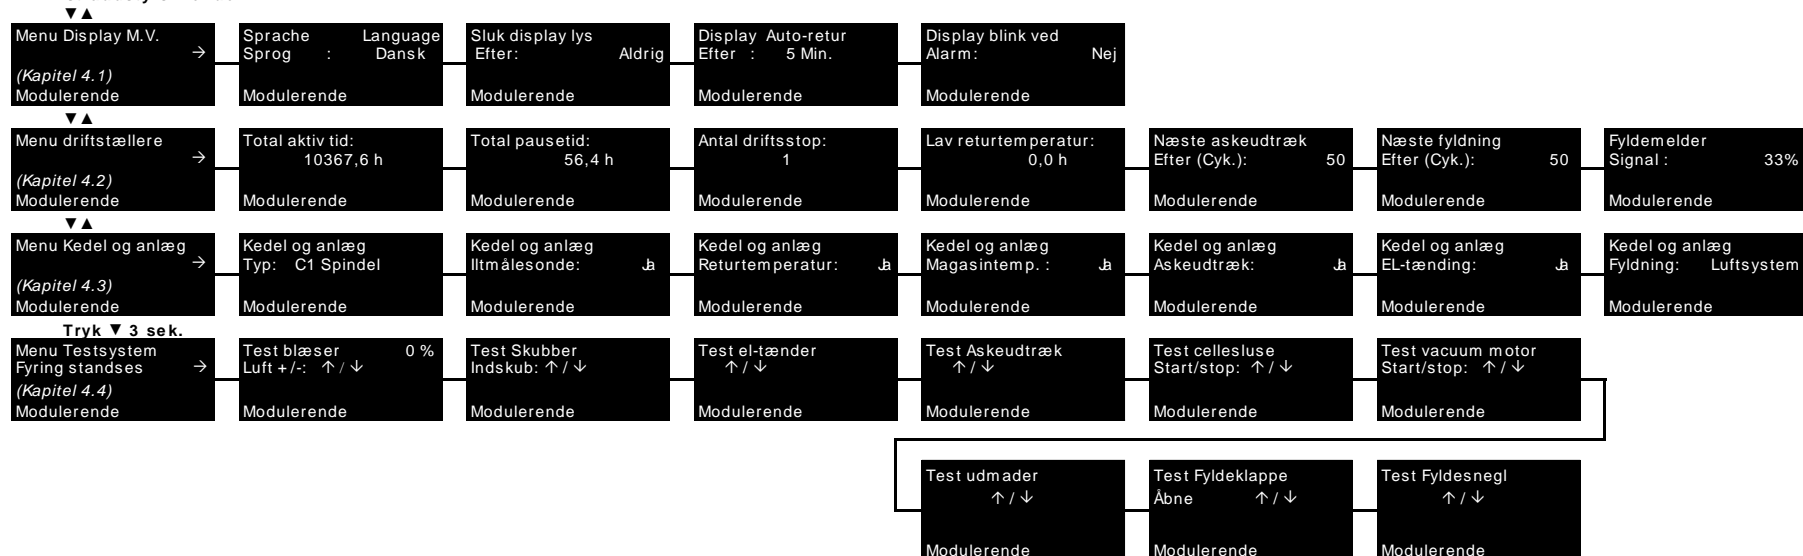 ▼▲
Menu Display M.V.
→
(Kapitel 4.1)
Modulerende
Sprache Language
Sprog : Dansk
Modulerende
Sluk display lys
Efter: Aldrig
Modulerende
Display Auto-retur
Efter : 5 Min.
Modulerende
Display blink ved
Alarm: Nej
Modulerende
▼▲
Menu driftstællere
→
(Kapitel 4.2)
Modulerende
Total aktiv tid:
10367,6 h
Modulerende
Total pausetid:
56,4 h
Modulerende
Antal driftsstop:
1
Modulerende
Lav returtemperatur:
0,0 h
Modulerende
Næste askeudtræk
Efter (Cyk.): 50
Modulerende
Næste fyldning
Efter (Cyk.): 50
Modulerende
Fyldemelder
Signal : 33%
Modulerende
▼▲
Menu Kedel og anlæg
→
(Kapitel 4.3)
Modulerende
Kedel og anlæg
Typ: C1 Spindel
Modulerende
Kedel og anlæg
Iltmålesonde: Ja
Modulerende
Kedel og anlæg
Returtemperatur: Ja
Modulerende
Kedel og anlæg
Magasintemp. : Ja
Modulerende
Kedel og anlæg
Askeudtræk: Ja
Modulerende
Kedel og anlæg
EL-tænding: Ja
Modulerende
Kedel og anlæg
Fyldning: Luftsystem
Modulerende
Tryk ▼ 3 sek.
Menu Testsystem
Fyring standses →
(Kapitel 4.4)
Modulerende
Test blæser 0 %
Luft +/-: ↑ / ↓
Modulerende
Test Skubber
Indskub: ↑ / ↓
Modulerende
Test el-tænder
↑ / ↓
Modulerende
Test Askeudtræk
↑ / ↓
Modulerende
Test cellesluse
Start/stop: ↑ / ↓
Modulerende
Test vacuum motor
Start/stop: ↑ / ↓
Modulerende
Test udmader
↑ / ↓
Modulerende
Test Fyldeklappe
Åbne ↑ / ↓
Modulerende
Test Fyldesnegl
↑ / ↓
Modulerende